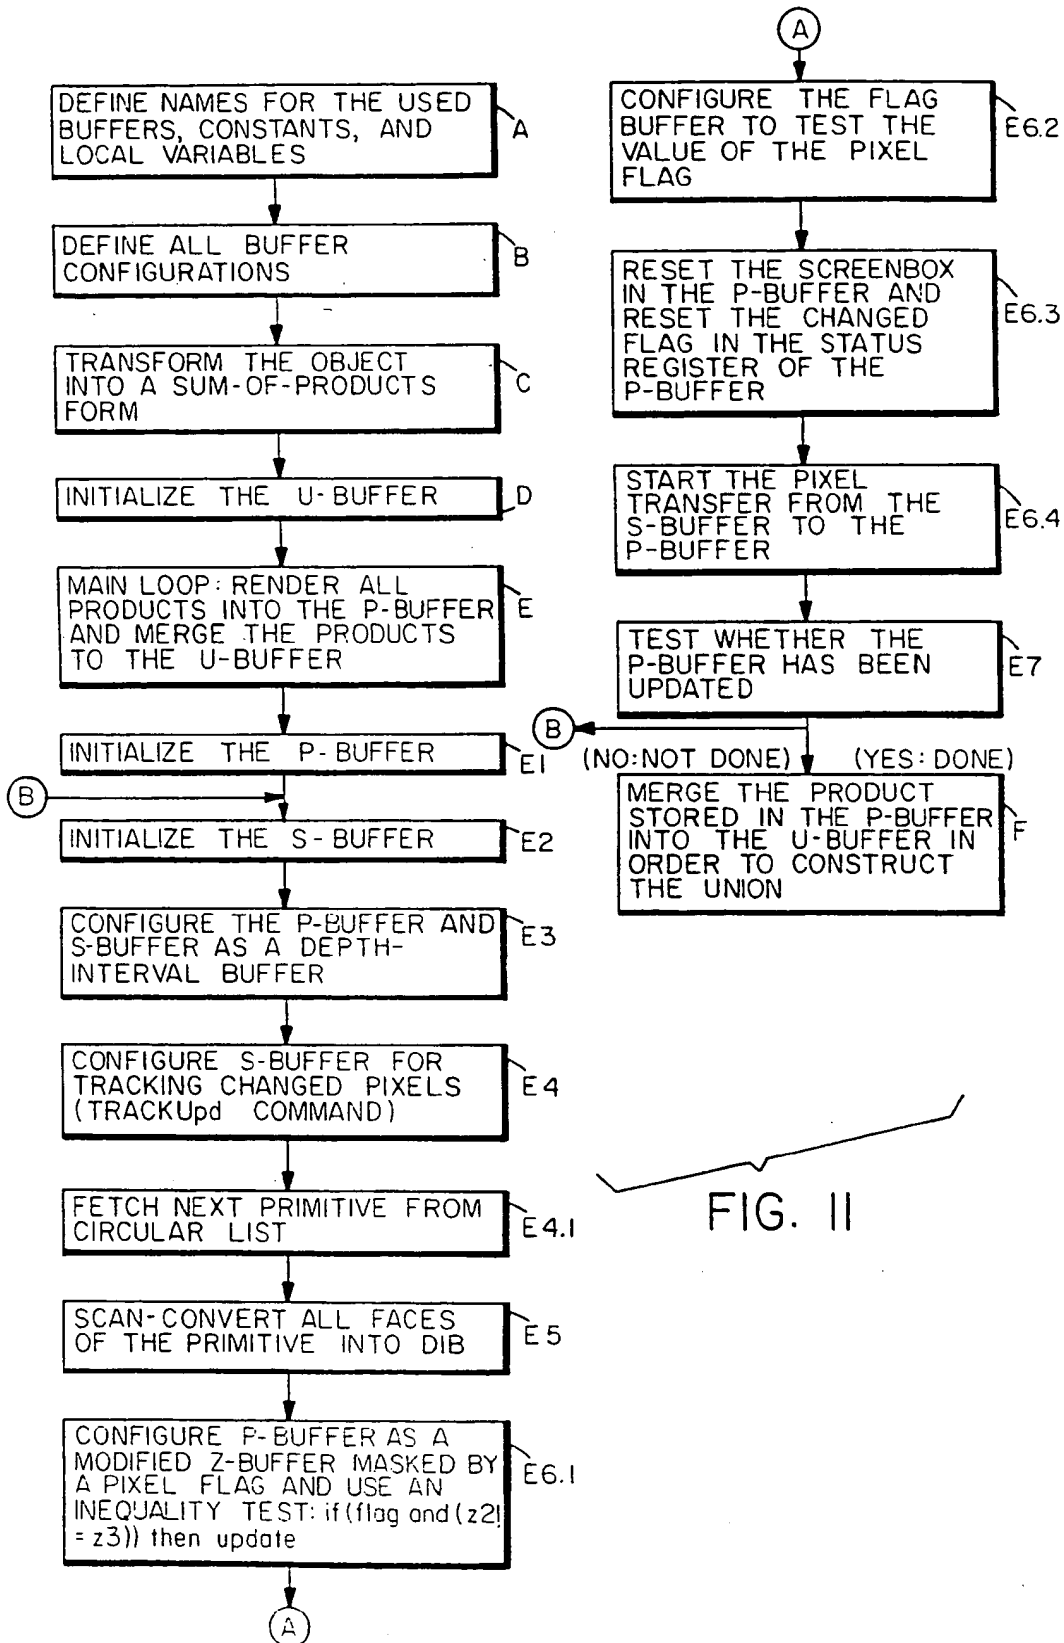 DEFINE NAMES FOR THE USED
BUFFERS, CONSTANTS, AND
LOCAL VARIABLES
A
DEFINE ALL BUFFER
CONFIGURATIONS
B
TRANSFORM THE OBJECT
INTO A SUM-OF-PRODUCTS
FORM
C
INITIALIZE THE U-BUFFER
D
MAIN LOOP: RENDER ALL
PRODUCTS INTO THE P-BUFFER
AND MERGE THE PRODUCTS
TO THE U-BUFFER
E
INITIALIZE THE P-BUFFER
E1
B
INITIALIZE THE S-BUFFER
E2
CONFIGURE THE P-BUFFER AND
S-BUFFER AS A DEPTH-
INTERVAL BUFFER
E3
CONFIGURE S-BUFFER FOR
TRACKING CHANGED PIXELS
(TRACKUpd COMMAND)
E4
FETCH NEXT PRIMITIVE FROM
CIRCULAR LIST
E4.1
SCAN-CONVERT ALL FACES
OF THE PRIMITIVE INTO DIB
E5
CONFIGURE P-BUFFER AS A
MODIFIED Z-BUFFER MASKED BY
A PIXEL FLAG AND USE AN
INEQUALITY TEST: if (flag and (z2!
= z3)) then update
E6.1
A
A
CONFIGURE THE FLAG
BUFFER TO TEST THE
VALUE OF THE PIXEL
FLAG
E6.2
RESET THE SCREENBOX
IN THE P-BUFFER AND
RESET THE CHANGED
FLAG IN THE STATUS
REGISTER OF THE
P-BUFFER
E6.3
START THE PIXEL
TRANSFER FROM THE
S-BUFFER TO THE
P-BUFFER
E6.4
TEST WHETHER THE
P-BUFFER HAS BEEN
UPDATED
E7
B
(NO:NOT DONE) (YES: DONE)
MERGE THE PRODUCT
STORED IN THE P-BUFFER
INTO THE U-BUFFER IN
ORDER TO CONSTRUCT
THE UNION
F
FIG. 11